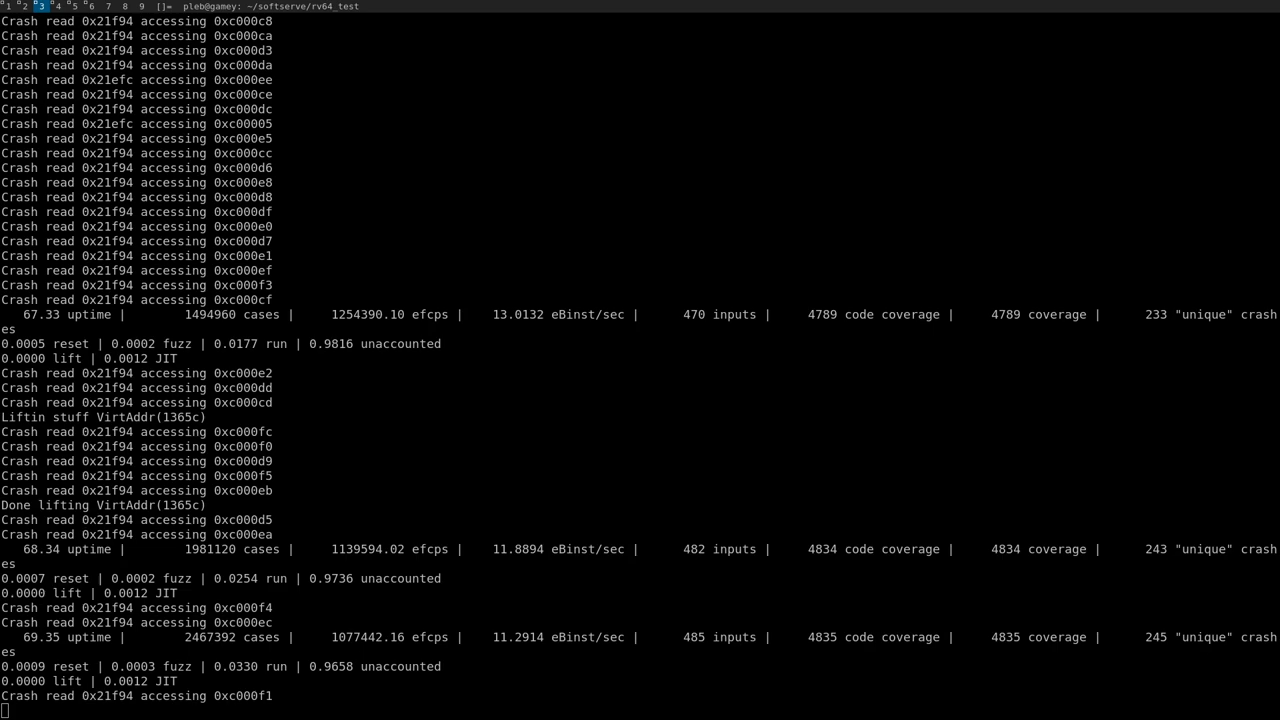 1 2 3 4 5 6 7 8 9 []= pleb@gamey: ~/softserve/rv64_test
Crash read 0x21f94 accessing 0xc000c8
Crash read 0x21f94 accessing 0xc000ca
Crash read 0x21f94 accessing 0xc000d3
Crash read 0x21f94 accessing 0xc000da
Crash read 0x21efc accessing 0xc000ee
Crash read 0x21f94 accessing 0xc000ce
Crash read 0x21f94 accessing 0xc000dc
Crash read 0x21efc accessing 0xc00005
Crash read 0x21f94 accessing 0xc000e5
Crash read 0x21f94 accessing 0xc000cc
Crash read 0x21f94 accessing 0xc000d6
Crash read 0x21f94 accessing 0xc000e8
Crash read 0x21f94 accessing 0xc000d8
Crash read 0x21f94 accessing 0xc000df
Crash read 0x21f94 accessing 0xc000e0
Crash read 0x21f94 accessing 0xc000d7
Crash read 0x21f94 accessing 0xc000e1
Crash read 0x21f94 accessing 0xc000ef
Crash read 0x21f94 accessing 0xc000f3
Crash read 0x21f94 accessing 0xc000cf
67.33 uptime | 1494960 cases | 1254390.10 efcps | 13.0132 eBinst/sec | 470 inputs | 4789 code coverage | 4789 coverage | 233 "unique" crash
es
0.0005 reset | 0.0002 fuzz | 0.0177 run | 0.9816 unaccounted
0.0000 lift | 0.0012 JIT
Crash read 0x21f94 accessing 0xc000e2
Crash read 0x21f94 accessing 0xc000dd
Crash read 0x21f94 accessing 0xc000cd
Liftin stuff VirtAddr(1365c)
Crash read 0x21f94 accessing 0xc000fc
Crash read 0x21f94 accessing 0xc000f0
Crash read 0x21f94 accessing 0xc000d9
Crash read 0x21f94 accessing 0xc000f5
Crash read 0x21f94 accessing 0xc000eb
Done lifting VirtAddr(1365c)
Crash read 0x21f94 accessing 0xc000d5
Crash read 0x21f94 accessing 0xc000ea
68.34 uptime | 1981120 cases | 1139594.02 efcps | 11.8894 eBinst/sec | 482 inputs | 4834 code coverage | 4834 coverage | 243 "unique" crash
es
0.0007 reset | 0.0002 fuzz | 0.0254 run | 0.9736 unaccounted
0.0000 lift | 0.0012 JIT
Crash read 0x21f94 accessing 0xc000f4
Crash read 0x21f94 accessing 0xc000ec
69.35 uptime | 2467392 cases | 1077442.16 efcps | 11.2914 eBinst/sec | 485 inputs | 4835 code coverage | 4835 coverage | 245 "unique" crash
es
0.0009 reset | 0.0003 fuzz | 0.0330 run | 0.9658 unaccounted
0.0000 lift | 0.0012 JIT
Crash read 0x21f94 accessing 0xc000f1